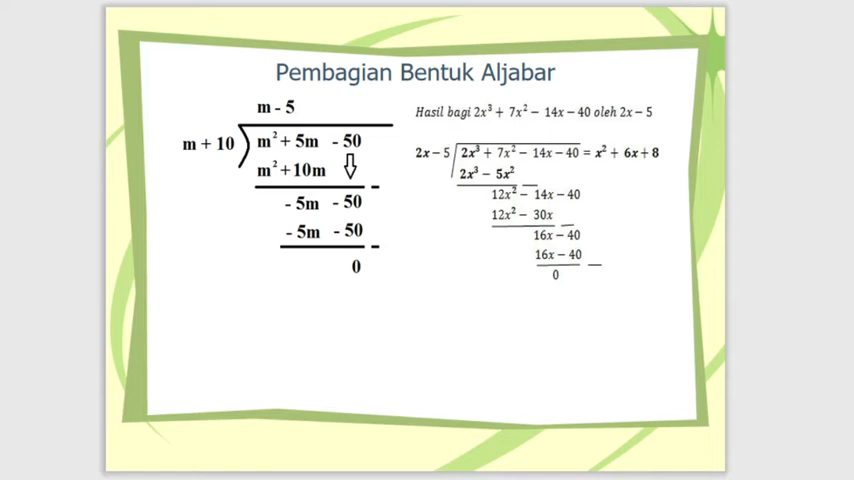 Pembagian Bentuk Aljabar
m - 5
m + 10 ) m² + 5m - 50
m² + 10m
- 5m - 50
- 5m - 50
0
Hasil bagi 2x³ + 7x² − 14x − 40 oleh 2x − 5
2x − 5 √2x³ + 7x² − 14x − 40 = x² + 6x + 8
2x³ − 5x²
12x² − 14x − 40
12x² − 30x
16x − 40
16x − 40
0